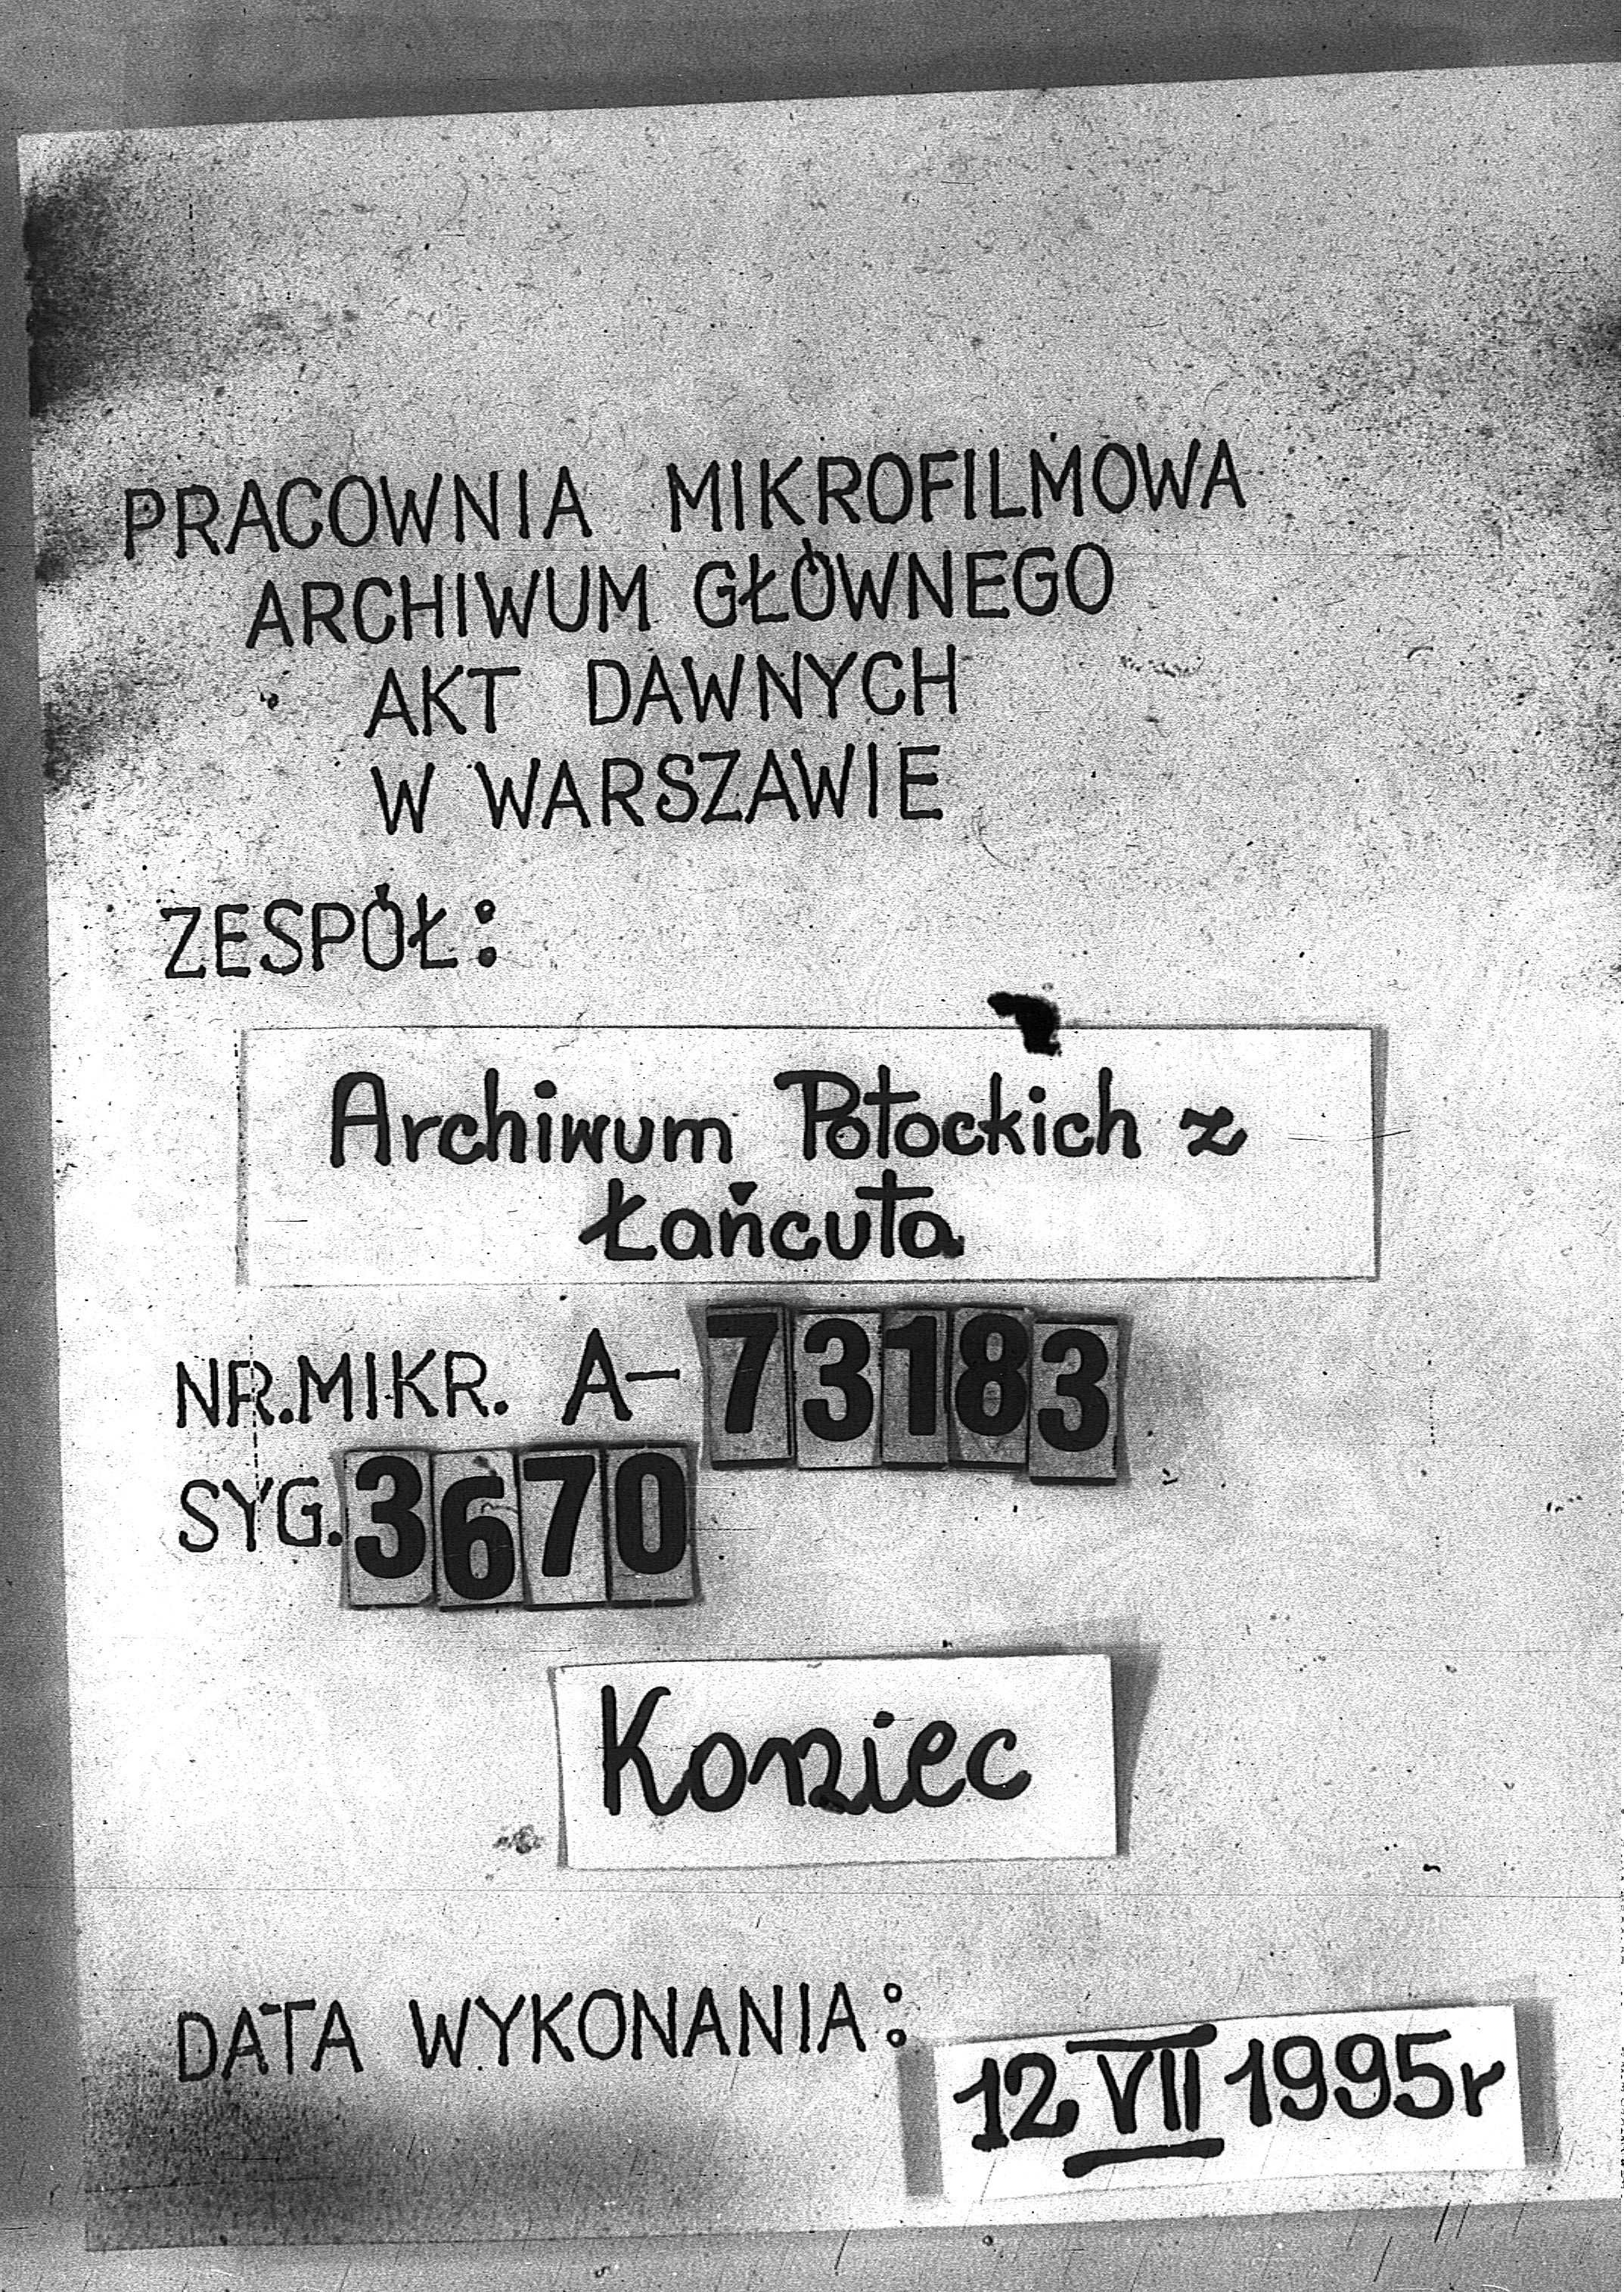 PRACOWNIA MIKROFILMOWA
ARCHIWUM GŁÓWNEGO
AKT DAWNYCH
W WARSZAWIE
ZESPÓŁ:
Archiwum Potockich z
Łańcuta
NR.MIKR. A-73183
SYG. 3670
Koniec
DATA WYKONANIA: 12 VII 1995r